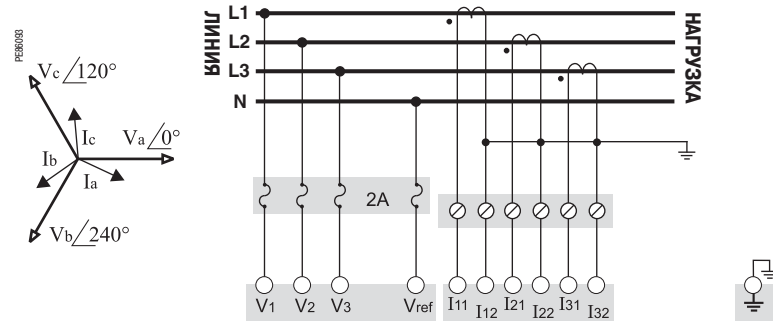 PE86093
Vc∕120°
Va∕0°
Ic
Ib
Ia
Vb∕240°
ЛИНИЛ
L1
L2
L3
N
НАГРУЗКА
2A
V1
V2
V3
Vref
I11
I12
I21
I22
I31
I32